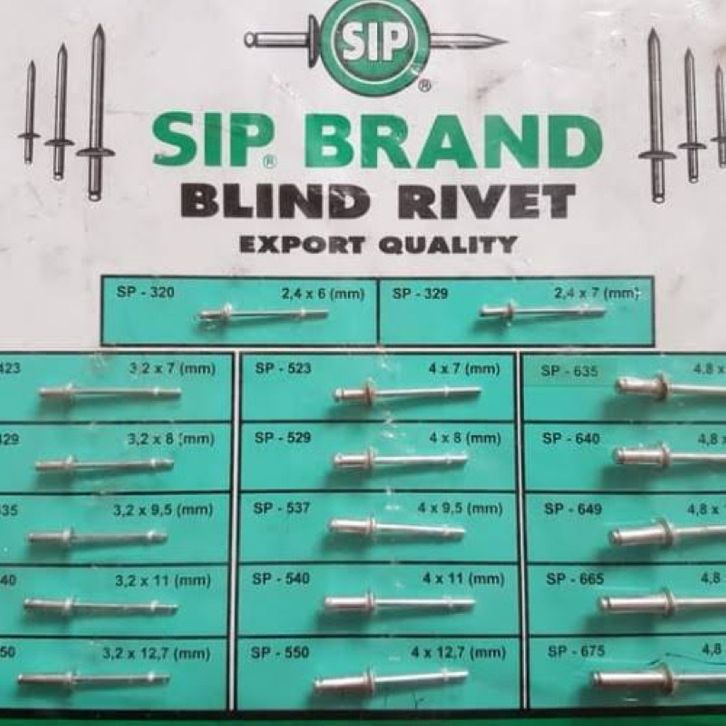 SIP
®
SIP® BRAND
BLIND RIVET
EXPORT QUALITY
SP - 320 2,4 x 6 (mm) SP - 329 2,4 x 7 (mm)
423 3,2 x 7 (mm) SP - 523 4 x 7 (mm) SP - 635 4.8 x
429 3,2 x 8 (mm) SP - 529 4 x 8 (mm) SP - 640 4,8 x
435 3,2 x 9,5 (mm) SP - 537 4 x 9,5 (mm) SP - 649 4,8 x
40 3,2 x 11 (mm) SP - 540 4 x 11 (mm) SP - 665 4,8
50 3,2 x 12,7 (mm) SP - 550 4 x 12,7 (mm) SP - 675 4,8